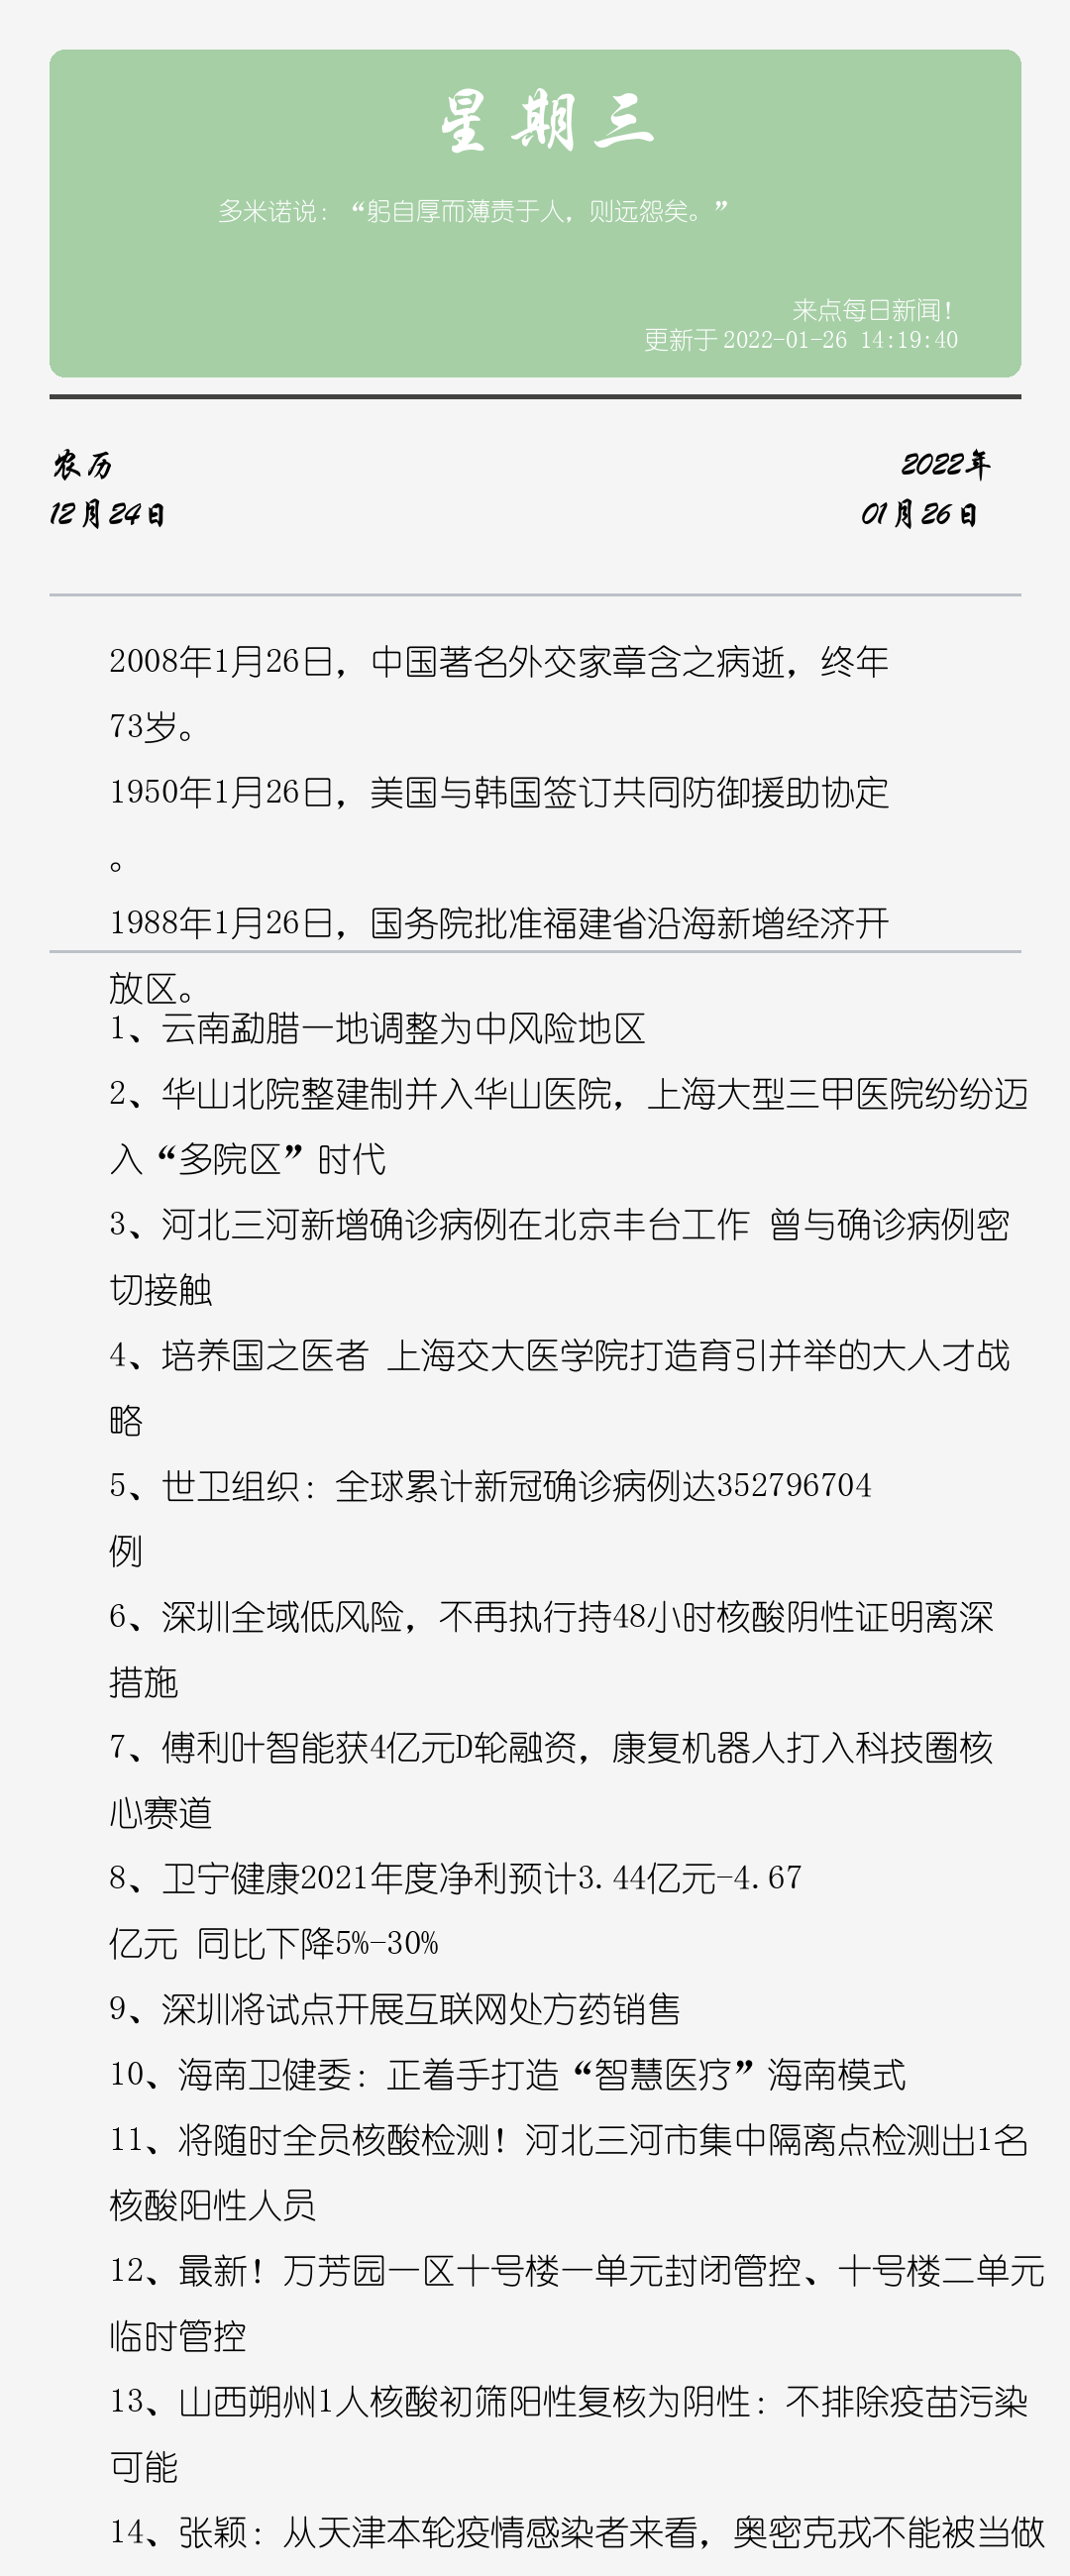 星期三
多米诺说：“躬自厚而薄责于人，则远怨矣。”
来点每日新闻！
更新于 2022-01-26 14:19:40
农历
2022年
12月24日
01月26日
2008年1月26日，中国著名外交家章含之病逝，终年
73岁。
1950年1月26日，美国与韩国签订共同防御援助协定
。
1988年1月26日，国务院批准福建省沿海新增经济开
放区。
1、云南勐腊一地调整为中风险地区
2、华山北院整建制并入华山医院，上海大型三甲医院纷纷迈
入“多院区”时代
3、河北三河新增确诊病例在北京丰台工作 曾与确诊病例密
切接触
4、培养国之医者 上海交大医学院打造育引并举的大人才战
略
5、世卫组织：全球累计新冠确诊病例达352796704
例
6、深圳全域低风险，不再执行持48小时核酸阴性证明离深
措施
7、傅利叶智能获4亿元D轮融资，康复机器人打入科技圈核
心赛道
8、卫宁健康2021年度净利预计3.44亿元-4.67
亿元 同比下降5%-30%
9、深圳将试点开展互联网处方药销售
10、海南卫健委：正着手打造“智慧医疗”海南模式
11、将随时全员核酸检测！河北三河市集中隔离点检测出1名
核酸阳性人员
12、最新！万芳园一区十号楼一单元封闭管控、十号楼二单元
临时管控
13、山西朔州1人核酸初筛阳性复核为阴性：不排除疫苗污染
可能
14、张颖：从天津本轮疫情感染者来看，奥密克戎不能被当做